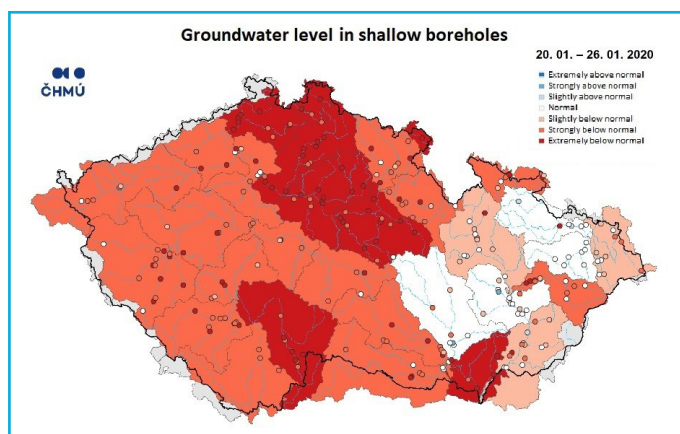 Groundwater level in shallow boreholes
20. 01. – 26. 01. 2020
ČHMÚ
Extremely above normal
Strongly above normal
Slightly above normal
Normal
Slightly below normal
Strongly below normal
Extremely below normal